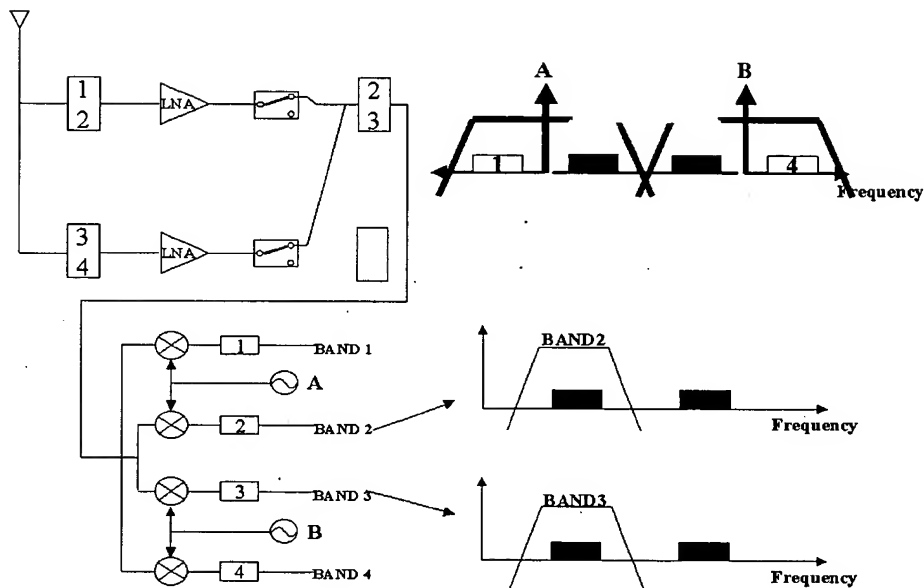 A B
1
2
LNA
2
3
1 4
Frequency
3
4
LNA
1 BAND 1
A
2 BAND 2
3 BAND 3
B
4 BAND 4
BAND2
Frequency
BAND3
Frequency